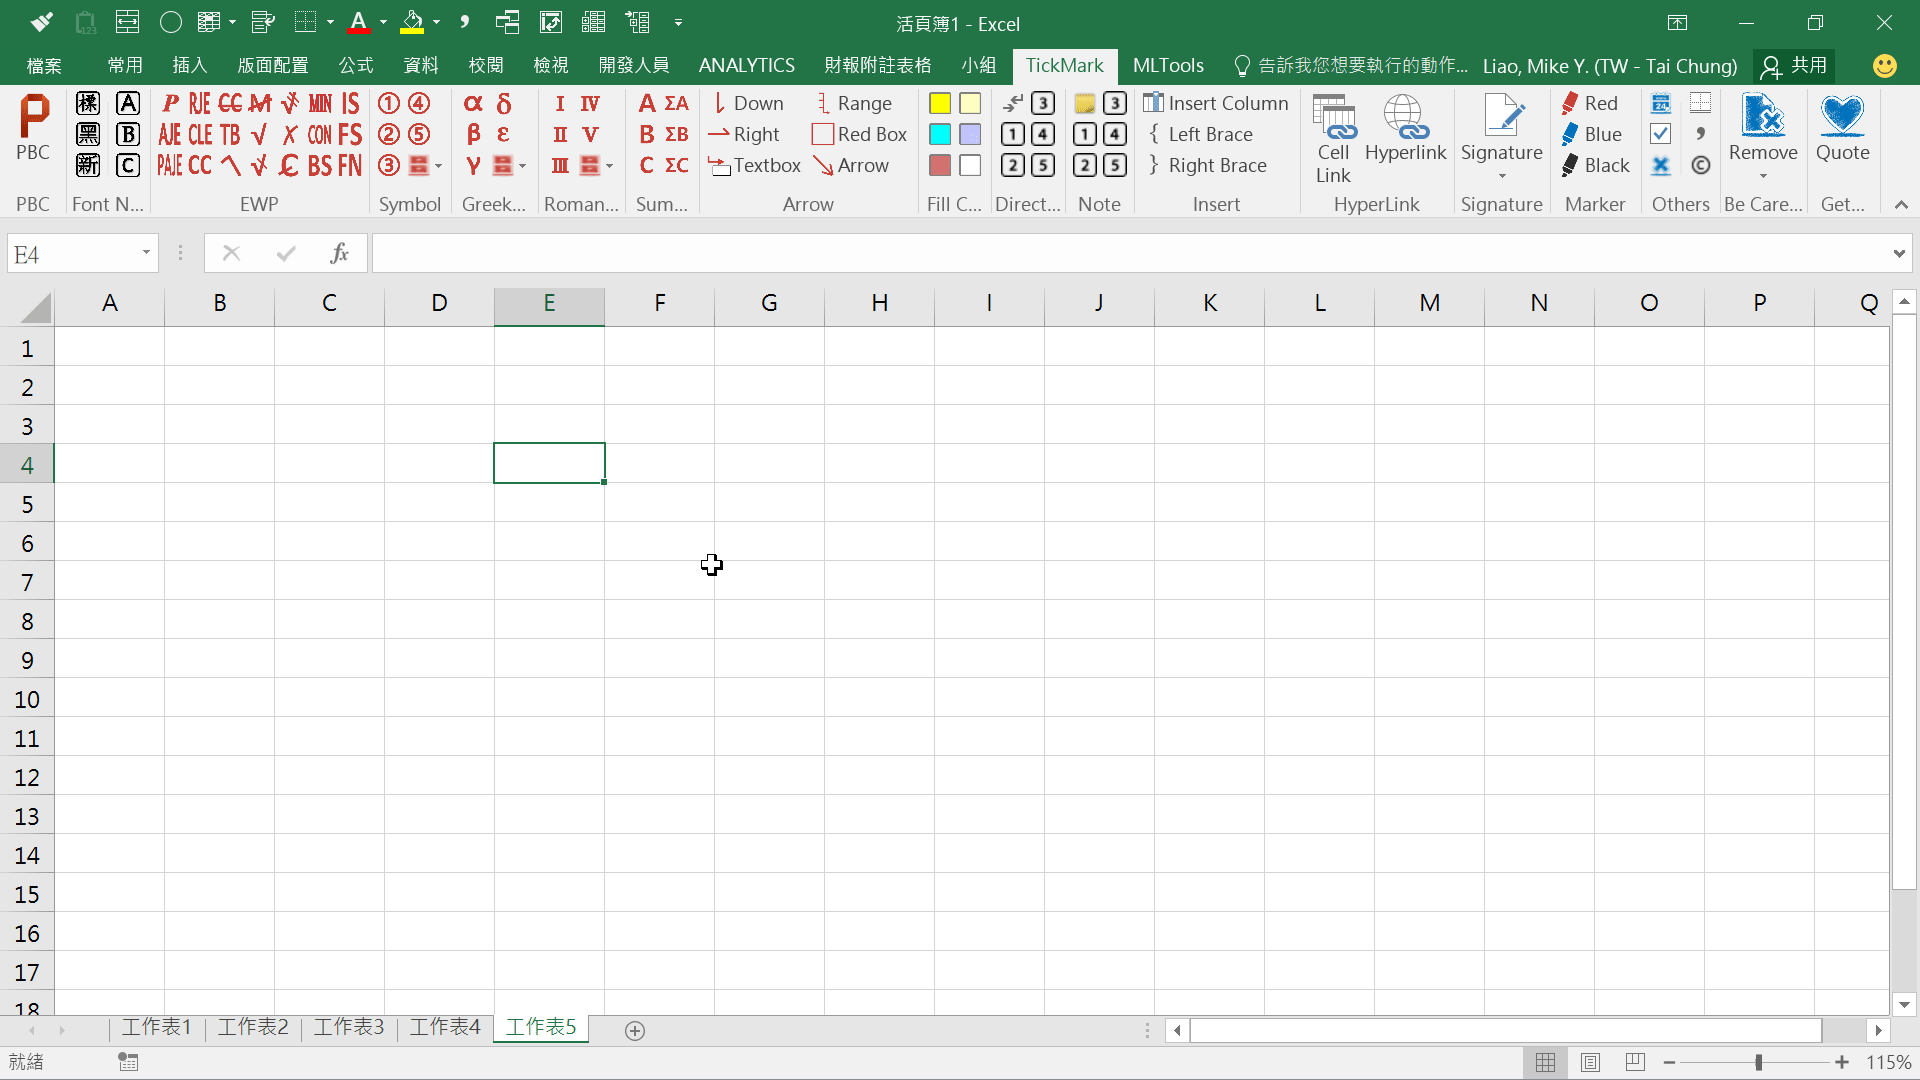 活頁簿1 - Excel
檔案 常用 插入 版面配置 公式 資料 校閱 檢視 開發人員 ANALYTICS 財報附註表格 小組 TickMark MLTools 告訴我您想要執行的動作... Liao, Mike Y. (TW - Tai Chung) 共用
標 A P RJE CC M √ MIN IS ① ④ α δ I IV A ΣA Down Range 3 3 Insert Column Red
黑 B AJE CLE TB √ X CON FS ② ⑤ β ε II V B ΣB Right Red Box 1 4 1 4 Left Brace Blue
新 C PAJE CC √ C BS FN ③ γ III C ΣC Textbox Arrow 2 5 2 5 Right Brace Black ©
PBC Cell Link Hyperlink Signature Remove Quote
PBC Font N... EWP Symbol Greek... Roman... Sum... Arrow Fill C... Direct... Note Insert HyperLink Signature Marker Others Be Care... Get...
E4 fx
A B C D E F G H I J K L M N O P Q
1
2
3
4
5
6
7
8
9
10
11
12
13
14
15
16
17
18
工作表1 工作表2 工作表3 工作表4 工作表5
就緒 115%